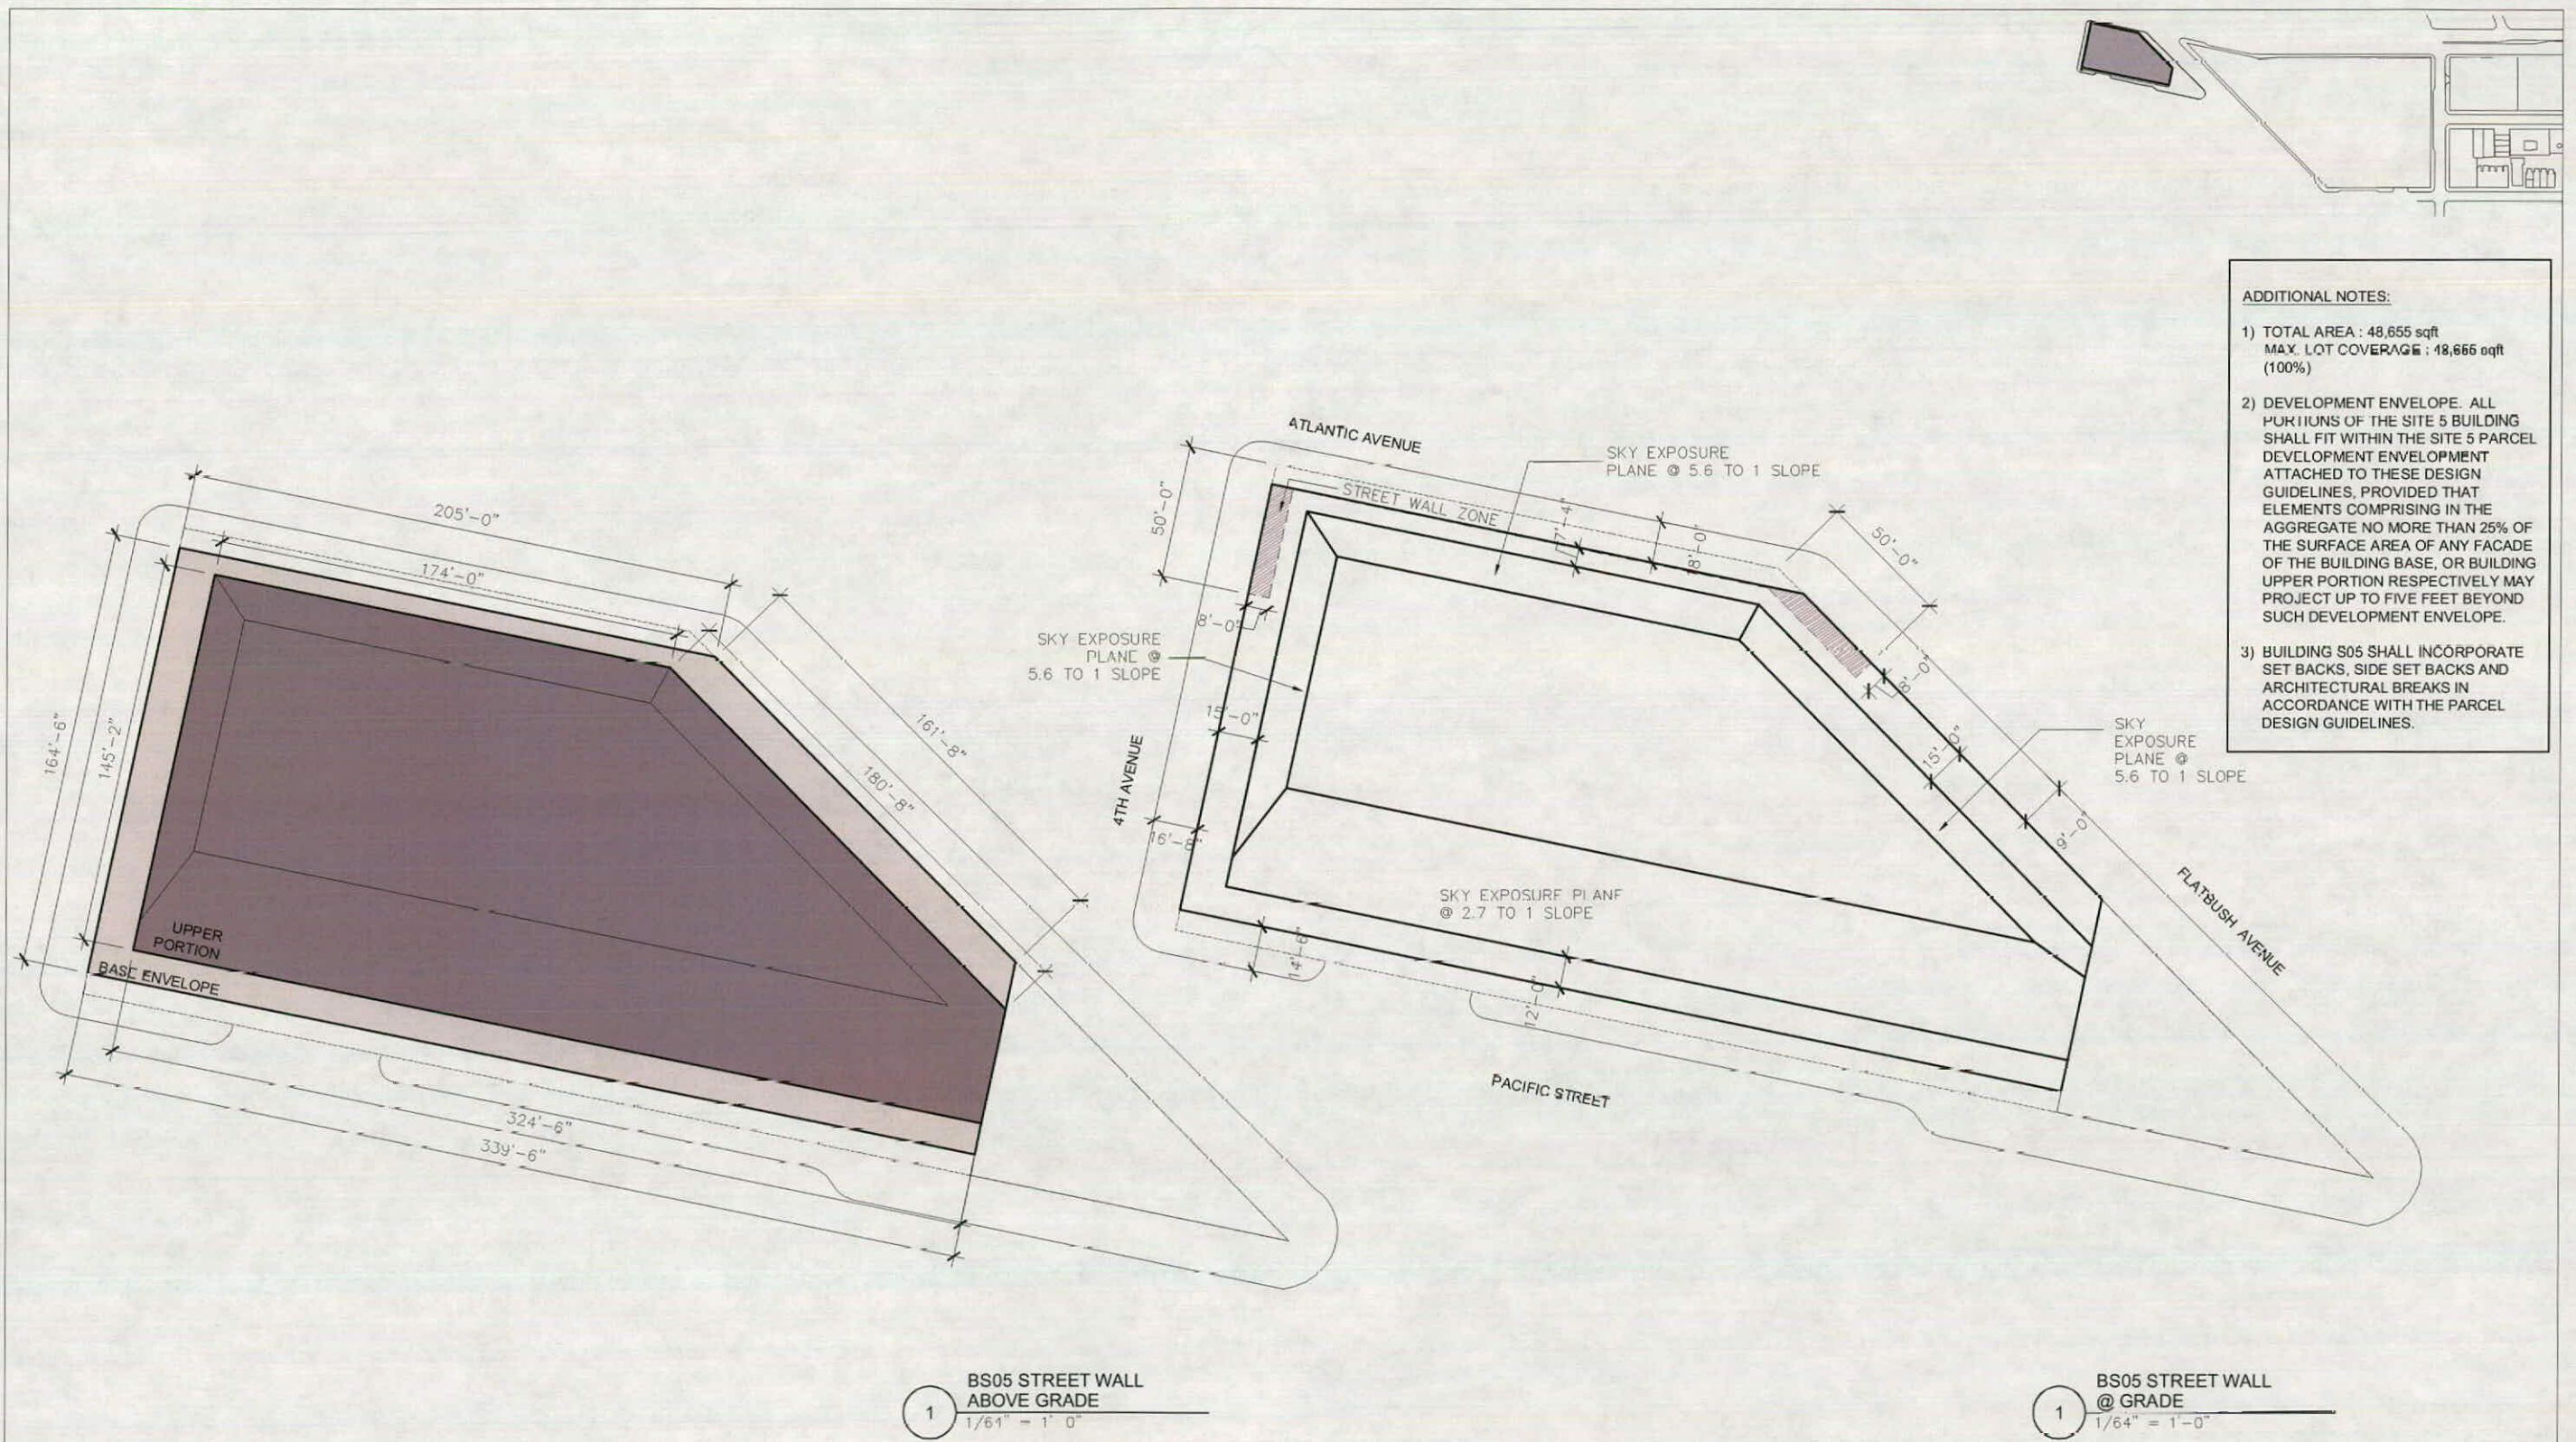 205'-0"
174'-0"
164'-6"
145'-2"
161'-8"
180'-8"
UPPER
PORTION
BASE ENVELOPE
324'-6"
339'-6"
1
BS05 STREET WALL
ABOVE GRADE
ATLANTIC AVENUE
SKY EXPOSURE
PLANE @ 5.6 TO 1 SLOPE
STREET WALL ZONE
50'-0"
50'-0"
18'-0"
8'-0"
SKY EXPOSURE
PLANE @
5.6 TO 1 SLOPE
8'-0"
15'-0"
15'-0"
SKY
EXPOSURE
PLANE @
5.6 TO 1 SLOPE
4TH AVENUE
16'-8"
9'-0"
SKY EXPOSURE PLANE
@ 2.7 TO 1 SLOPE
14'-6"
12'-0"
FLATBUSH AVENUE
PACIFIC STREET
1
BS05 STREET WALL
@ GRADE
1/64" = 1'-0"
ADDITIONAL NOTES:
1) TOTAL AREA : 48,655 sqft
MAX. LOT COVERAGE : 48,655 sqft
(100%)
2) DEVELOPMENT ENVELOPE. ALL
PORTIONS OF THE SITE 5 BUILDING
SHALL FIT WITHIN THE SITE 5 PARCEL
DEVELOPMENT ENVELOPMENT
ATTACHED TO THESE DESIGN
GUIDELINES, PROVIDED THAT
ELEMENTS COMPRISING IN THE
AGGREGATE NO MORE THAN 25% OF
THE SURFACE AREA OF ANY FACADE
OF THE BUILDING BASE, OR BUILDING
UPPER PORTION RESPECTIVELY MAY
PROJECT UP TO FIVE FEET BEYOND
SUCH DEVELOPMENT ENVELOPE.
3) BUILDING S05 SHALL INCORPORATE
SET BACKS, SIDE SET BACKS AND
ARCHITECTURAL BREAKS IN
ACCORDANCE WITH THE PARCEL
DESIGN GUIDELINES.